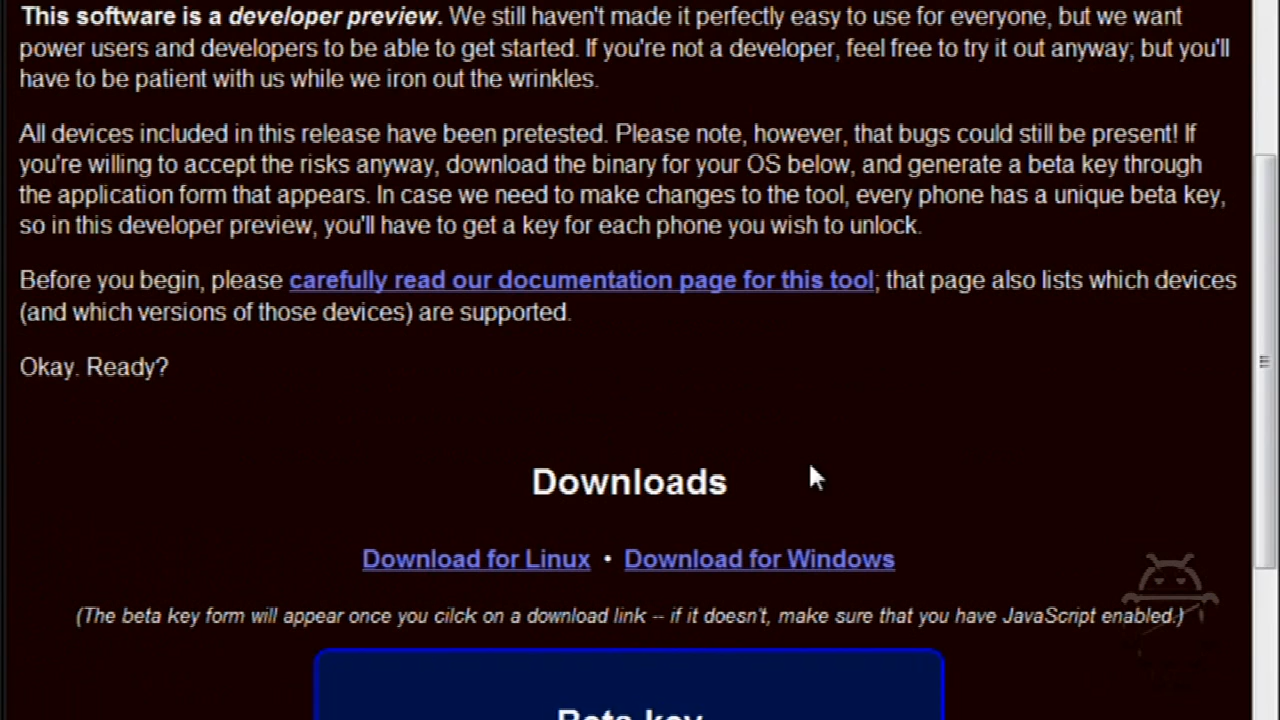 This software is a developer preview. We still haven't made it perfectly easy to use for everyone, but we want
power users and developers to be able to get started. If you're not a developer, feel free to try it out anyway; but you'll
have to be patient with us while we iron out the wrinkles.
All devices included in this release have been pretested. Please note, however, that bugs could still be present! If
you're willing to accept the risks anyway, download the binary for your OS below, and generate a beta key through
the application form that appears. In case we need to make changes to the tool, every phone has a unique beta key,
so in this developer preview, you'll have to get a key for each phone you wish to unlock.
Before you begin, please carefully read our documentation page for this tool; that page also lists which devices
(and which versions of those devices) are supported.
Okay. Ready?
Downloads
Download for Linux • Download for Windows
(The beta key form will appear once you cilck on a download link -- if it doesn't, make sure that you have JavaScript enabled.)
Beta key